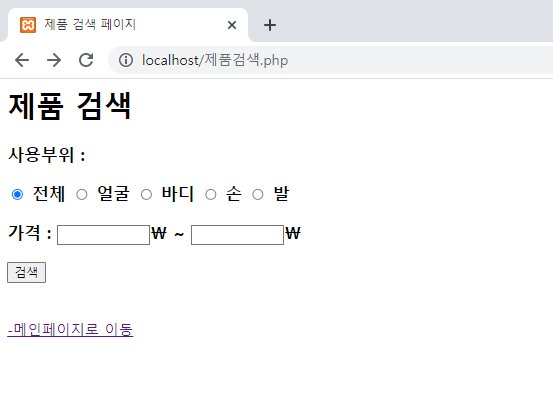 제품 검색 페이지
localhost/제품검색.php
제품 검색
사용부위 :
전체 얼굴 바디 손 발
가격 : ₩ ~ ₩
검색
-메인페이지로 이동